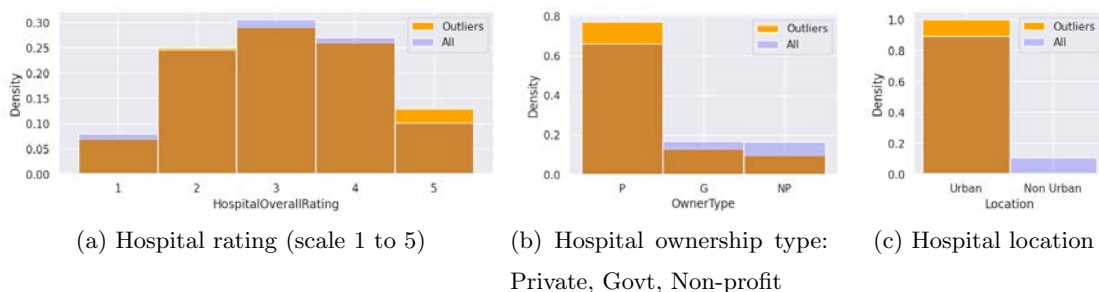 0.30
0.25
0.20
0.15
0.10
0.05
0.00
Density
Outliers
All
1 2 3 4 5
HospitalOverallRating
(a) Hospital rating (scale 1 to 5)
0.8
0.6
0.4
0.2
0.0
Density
Outliers
All
P G NP
OwnerType
(b) Hospital ownership type:
Private, Govt, Non-profit
1.0
0.8
0.6
0.4
0.2
0.0
Density
Outliers
All
Urban Non Urban
Location
(c) Hospital location